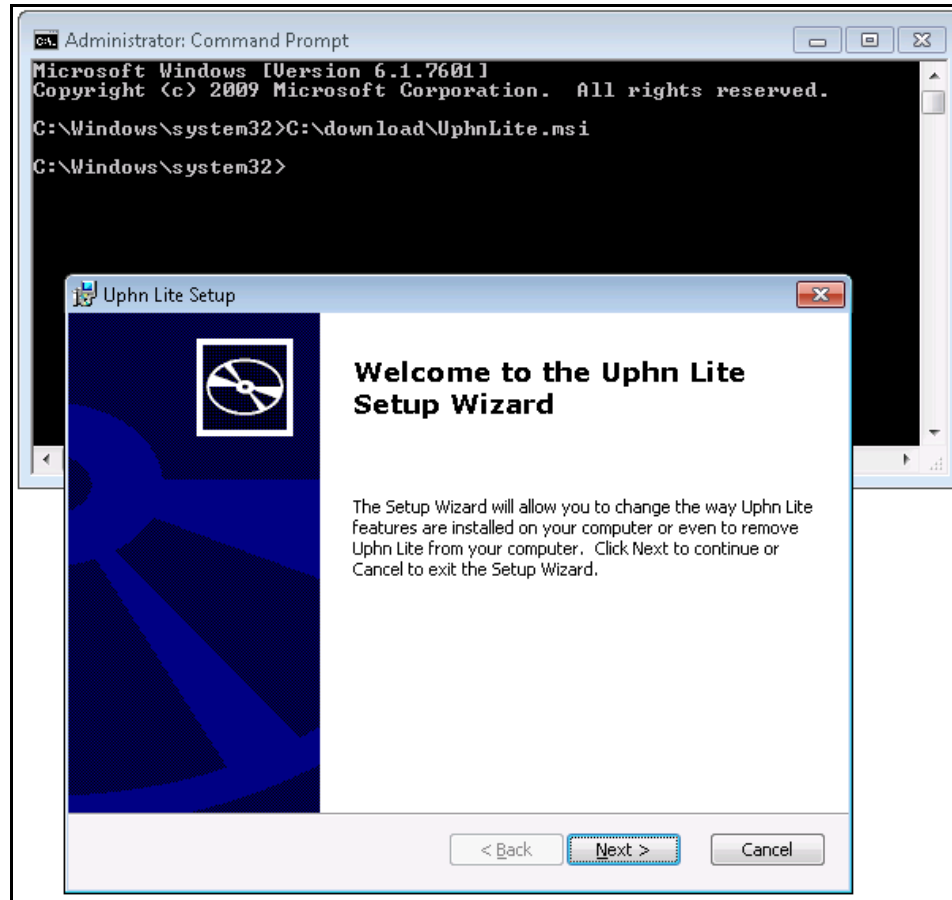 Administrator: Command Prompt
Microsoft Windows [Version 6.1.7601]
Copyright (c) 2009 Microsoft Corporation.  All rights reserved.
C:\Windows\system32>C:\download\UphnLite.msi
C:\Windows\system32>
Uphn Lite Setup
Welcome to the Uphn Lite
Setup Wizard
The Setup Wizard will allow you to change the way Uphn Lite
features are installed on your computer or even to remove
Uphn Lite from your computer.  Click Next to continue or
Cancel to exit the Setup Wizard.
< Back
Next >
Cancel